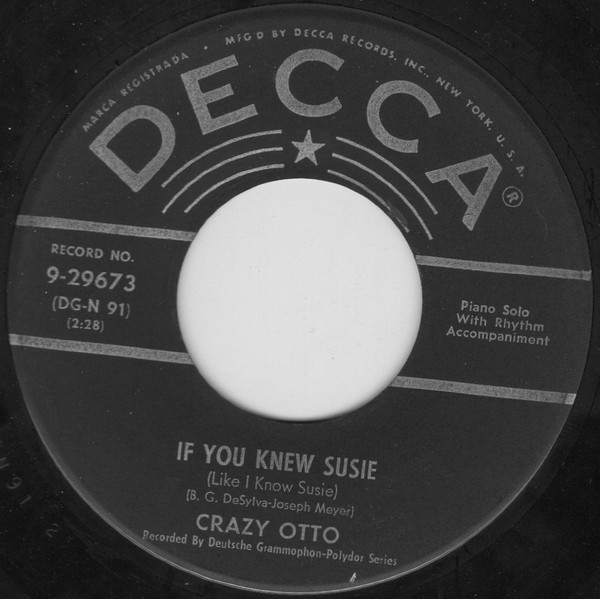 MARCA REGISTRADA • MFG'D BY DECCA RECORDS, INC., NEW YORK, U. S. A.
DECCA ®
RECORD NO.
9-29673
(DG-N 91)
(2:28)
Piano Solo
With Rhythm
Accompaniment
IF YOU KNEW SUSIE
(Like I Know Susie)
(B. G. DeSylva-Joseph Meyer)
CRAZY OTTO
Recorded By Deutsche Grammophon-Polydor Series
N 91